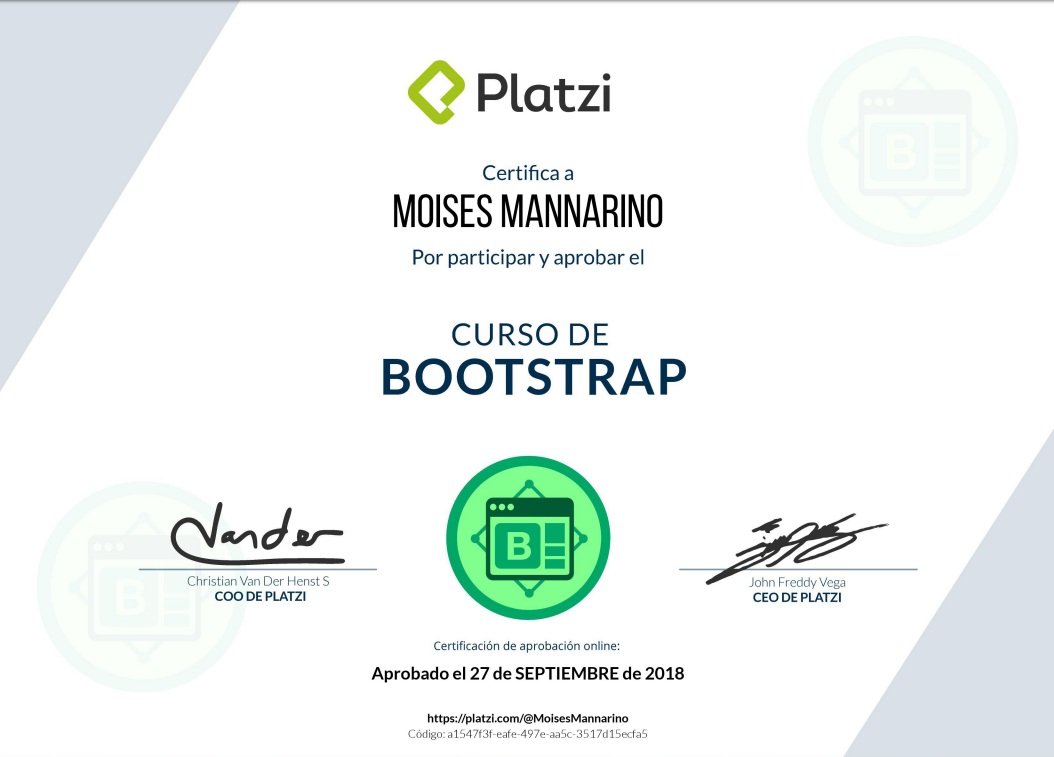 Platzi
Certifica a
MOISES MANNARINO
Por participar y aprobar el
CURSO DE
BOOTSTRAP
B
B
Vander
B
Christian Van Der Henst S
COO DE PLATZI
John Freddy Vega
CEO DE PLATZI
Certificación de aprobación online:
Aprobado el 27 de SEPTIEMBRE de 2018
https://platzi.com/@MoisesMannarino
Código: a1547f3f-eafe-497e-aa5c-3517d15ecfa5